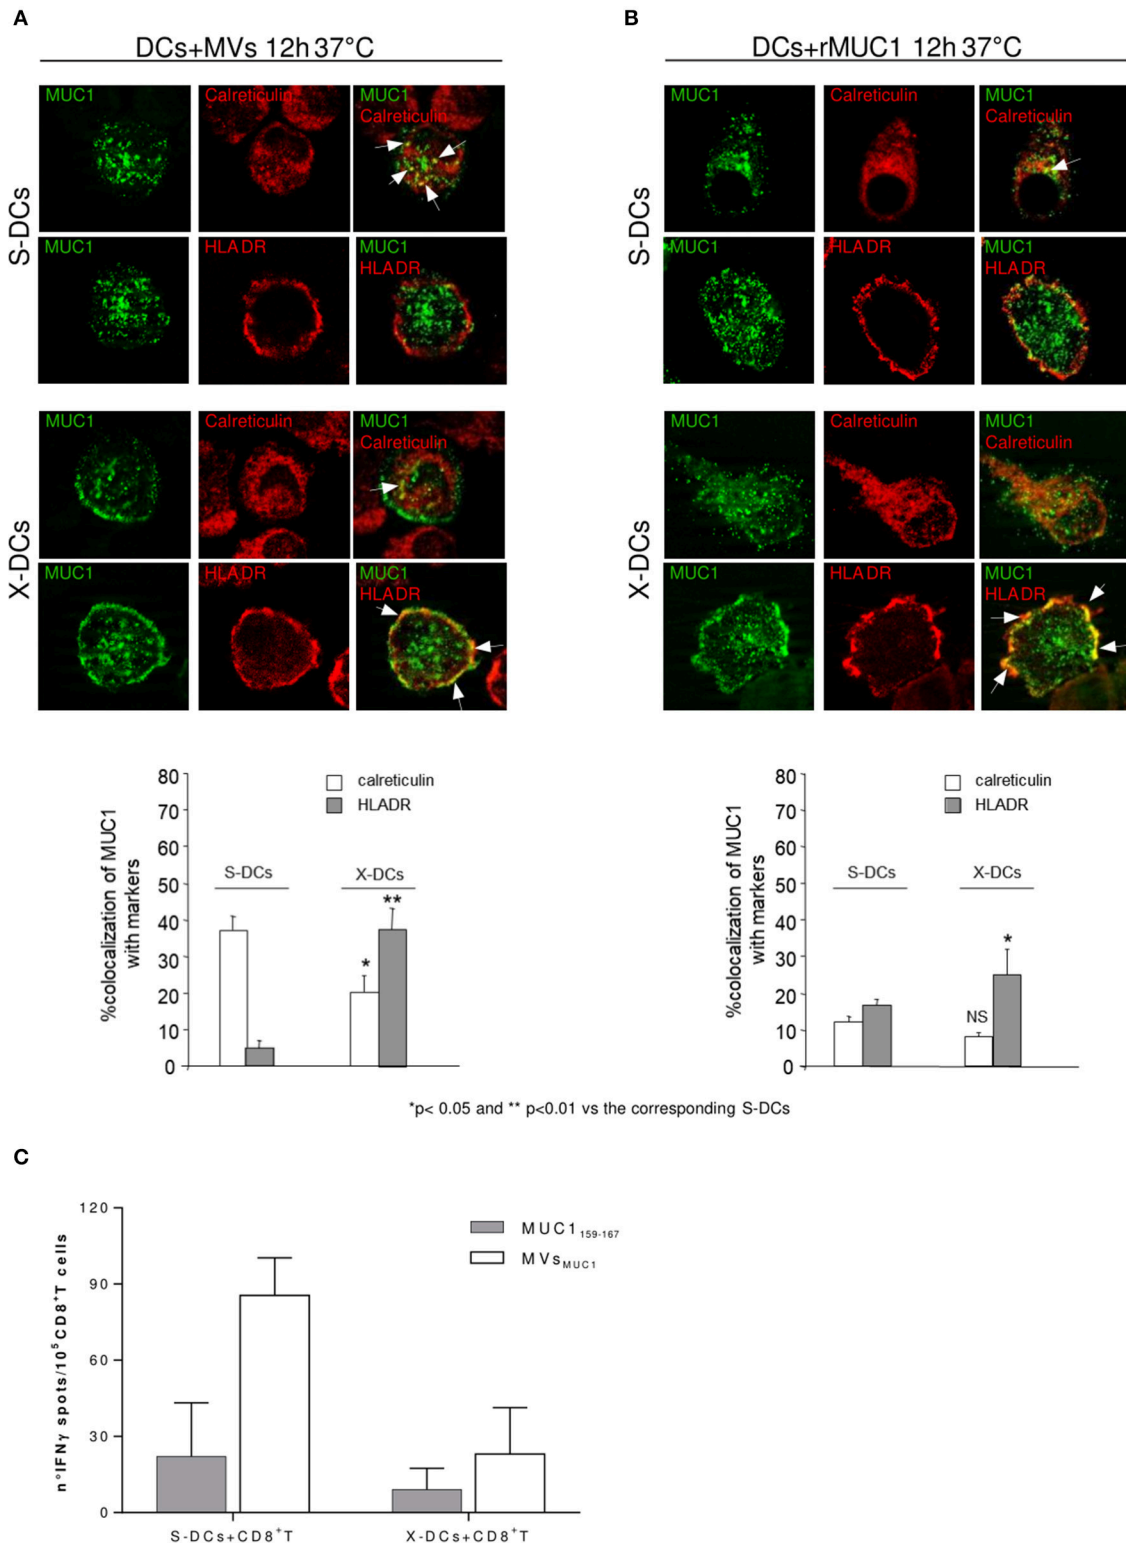 A
DCs+MVs 12h 37°C
S-DCs
MUC1
Calreticulin
MUC1
Calreticulin
MUC1
HLADR
MUC1
HLADR
X-DCs
MUC1
Calreticulin
MUC1
Calreticulin
MUC1
HLADR
MUC1
HLADR
%colocalization of MUC1
with markers
80
70
60
50
40
30
20
10
0
calreticulin
HLADR
S-DCs
X-DCs
*
**
B
DCs+rMUC1 12h 37°C
S-DCs
MUC1
Calreticulin
MUC1
Calreticulin
MUC1
HLADR
MUC1
HLADR
X-DCs
MUC1
Calreticulin
MUC1
Calreticulin
MUC1
HLADR
MUC1
HLADR
%colocalization of MUC1
with markers
80
70
60
50
40
30
20
10
0
calreticulin
HLADR
S-DCs
X-DCs
NS
*
*p< 0.05 and ** p<0.01 vs the corresponding S-DCs
C
n°IFNγ spots/10⁵CD8⁺T cells
120
90
60
30
0
MUC1₁₅₉₋₁₆₇
MVs_MUC1
S-DCs+CD8⁺T
X-DCs+CD8⁺T